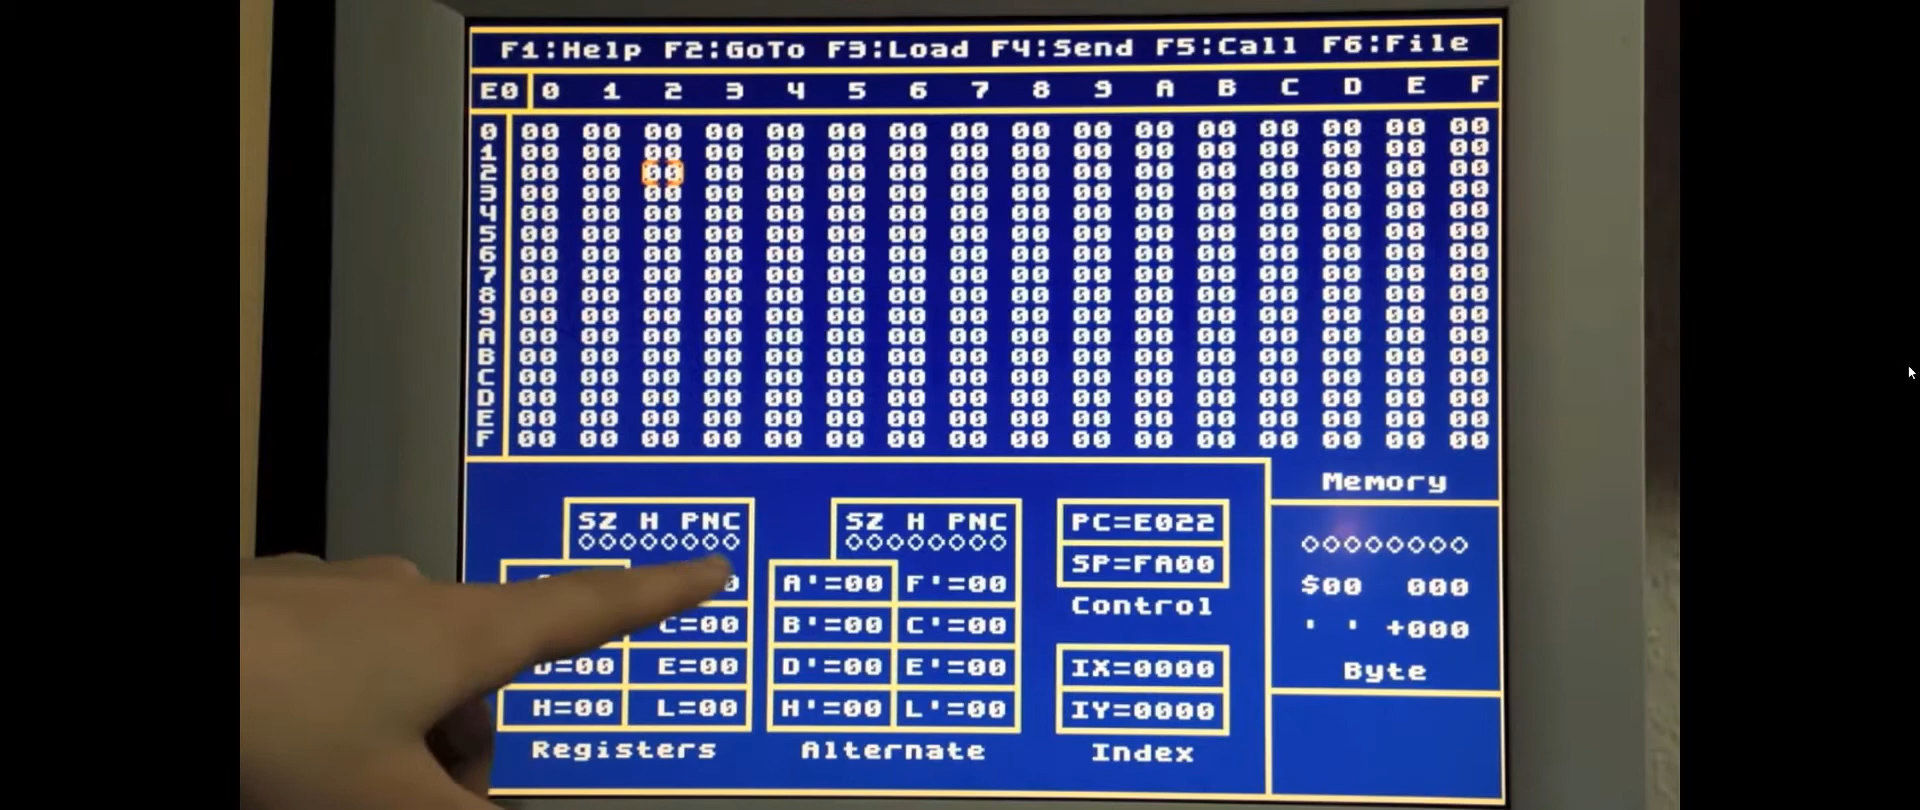 F1:Help F2:GoTo F3:Load F4:Send F5:Call F6:File
E0 0 1 2 3 4 5 6 7 8 9 A B C D E F
0 00 00 00 00 00 00 00 00 00 00 00 00 00 00 00 00
1 00 00 00 00 00 00 00 00 00 00 00 00 00 00 00 00
2 00 00 00 00 00 00 00 00 00 00 00 00 00 00 00 00
3 00 00 00 00 00 00 00 00 00 00 00 00 00 00 00 00
4 00 00 00 00 00 00 00 00 00 00 00 00 00 00 00 00
5 00 00 00 00 00 00 00 00 00 00 00 00 00 00 00 00
6 00 00 00 00 00 00 00 00 00 00 00 00 00 00 00 00
7 00 00 00 00 00 00 00 00 00 00 00 00 00 00 00 00
8 00 00 00 00 00 00 00 00 00 00 00 00 00 00 00 00
9 00 00 00 00 00 00 00 00 00 00 00 00 00 00 00 00
A 00 00 00 00 00 00 00 00 00 00 00 00 00 00 00 00
B 00 00 00 00 00 00 00 00 00 00 00 00 00 00 00 00
C 00 00 00 00 00 00 00 00 00 00 00 00 00 00 00 00
D 00 00 00 00 00 00 00 00 00 00 00 00 00 00 00 00
E 00 00 00 00 00 00 00 00 00 00 00 00 00 00 00 00
F 00 00 00 00 00 00 00 00 00 00 00 00 00 00 00 00
SZ H PNC
◇◇◇◇◇◇◇◇
C=00
D=00 E=00
H=00 L=00
Registers
SZ H PNC
◇◇◇◇◇◇◇◇
A'=00 F'=00
B'=00 C'=00
D'=00 E'=00
H'=00 L'=00
Alternate
PC=E022
SP=FA00
Control
IX=0000
IY=0000
Index
Memory
◇◇◇◇◇◇◇◇
$00 000
' ' +000
Byte